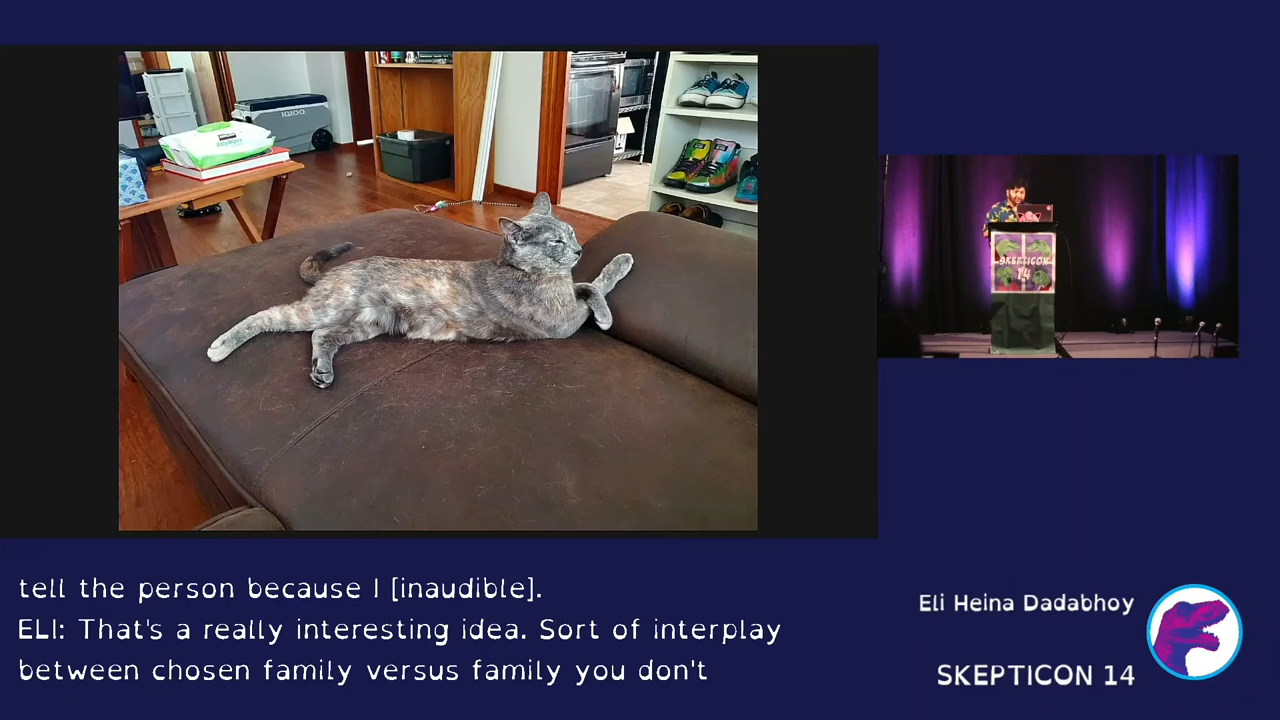 IGLOO
SKEPTICON
14
tell the person because I [inaudible].
ELI: That's a really interesting idea. Sort of interplay
between chosen family versus family you don't
Eli Heina Dadabhoy
SKEPTICON 14